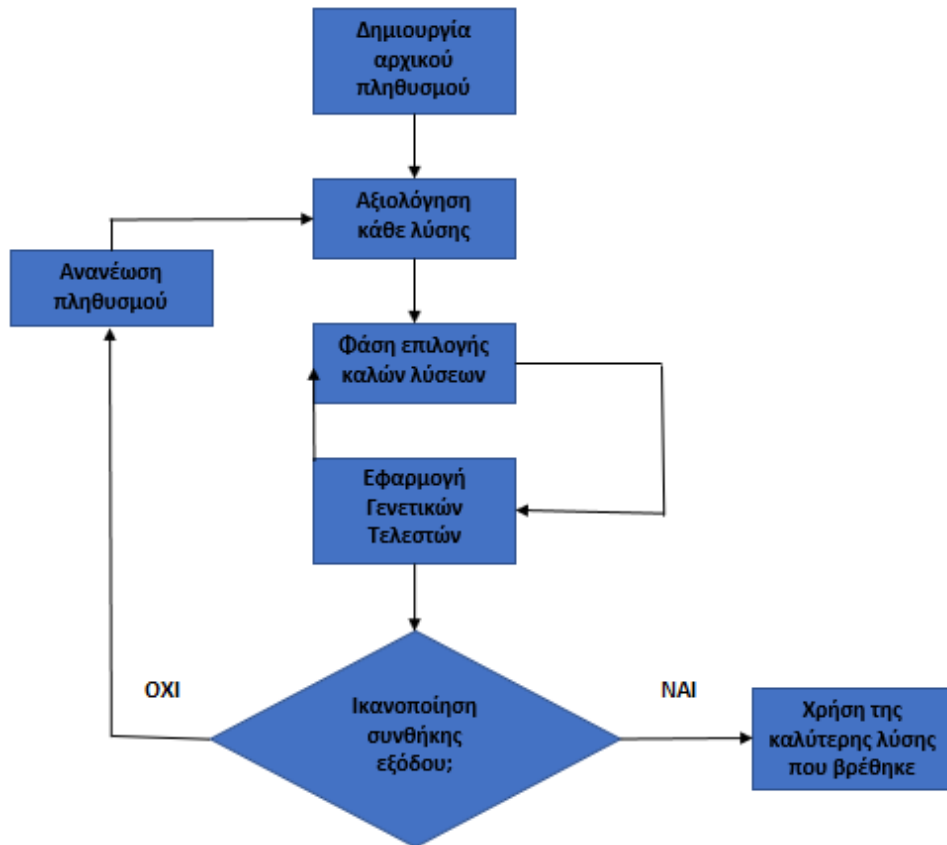 Δημιουργία
αρχικού
πληθυσμού
Αξιολόγηση
κάθε λύσης
Ανανέωση
πληθυσμού
Φάση επιλογής
καλών λύσεων
Εφαρμογή
Γενετικών
Τελεστών
ΟΧΙ
ΝΑΙ
Ικανοποίηση
συνθήκης
εξόδου;
Χρήση της
καλύτερης λύσης
που βρέθηκε